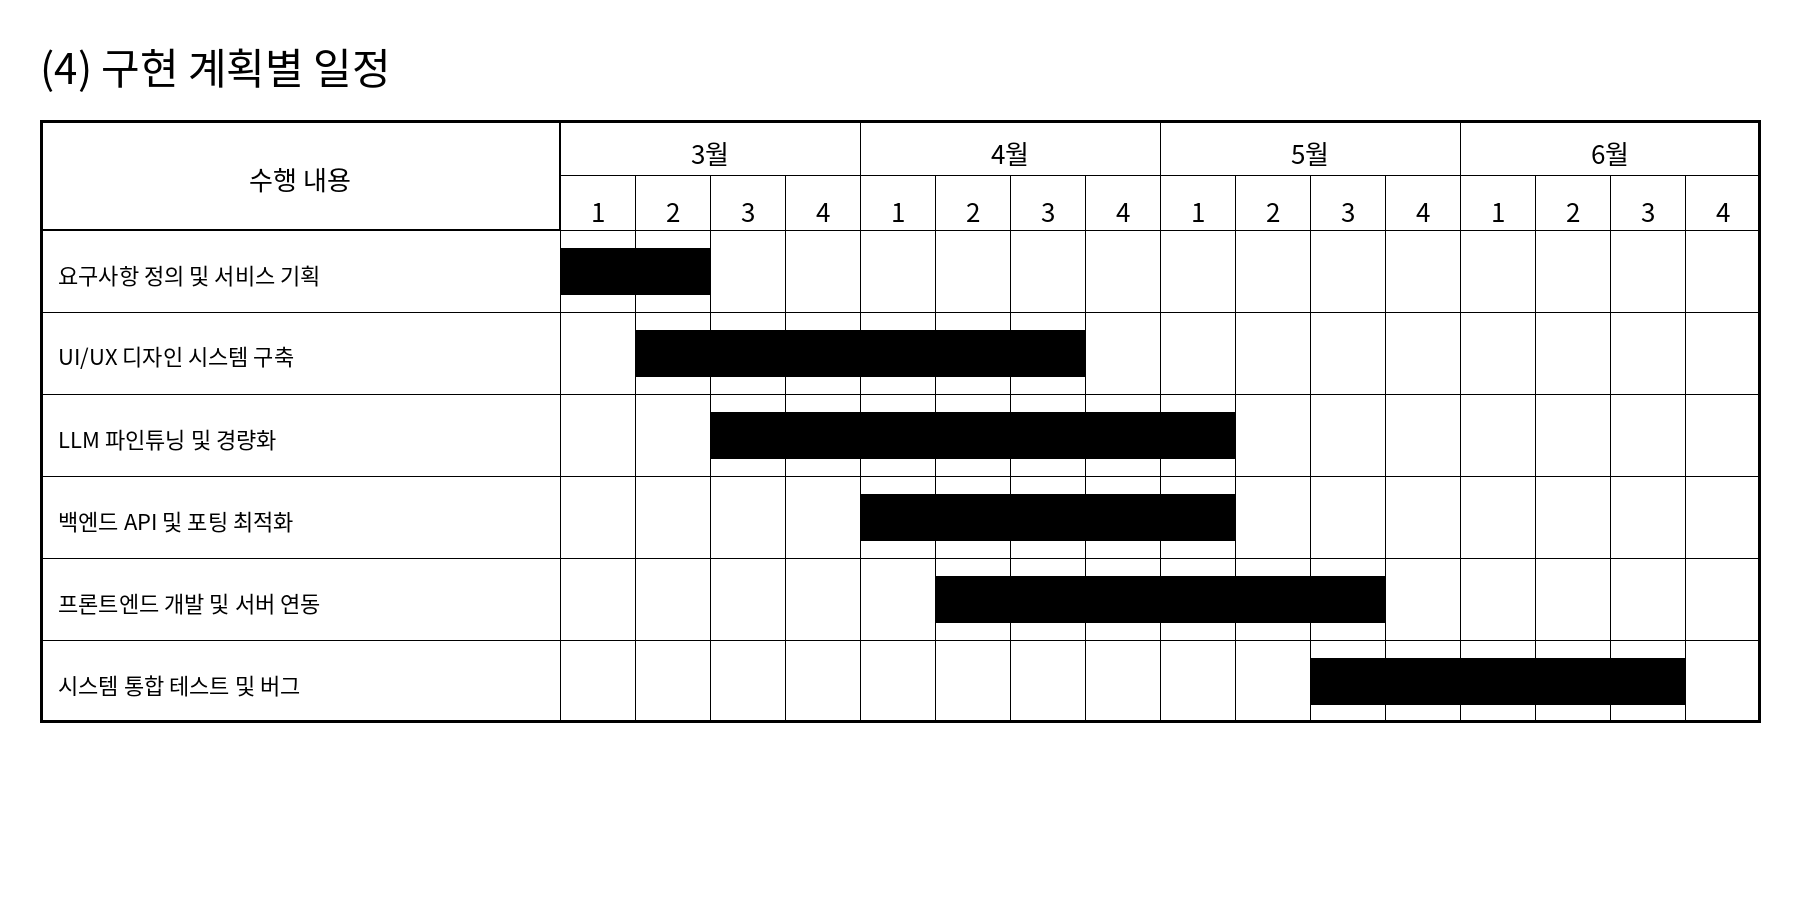 (4) 구현 계획별 일정
수행 내용
3월 4월 5월 6월
1 2 3 4 1 2 3 4 1 2 3 4 1 2 3 4
요구사항 정의 및 서비스 기획
UI/UX 디자인 시스템 구축
LLM 파인튜닝 및 경량화
백엔드 API 및 포팅 최적화
프론트엔드 개발 및 서버 연동
시스템 통합 테스트 및 버그